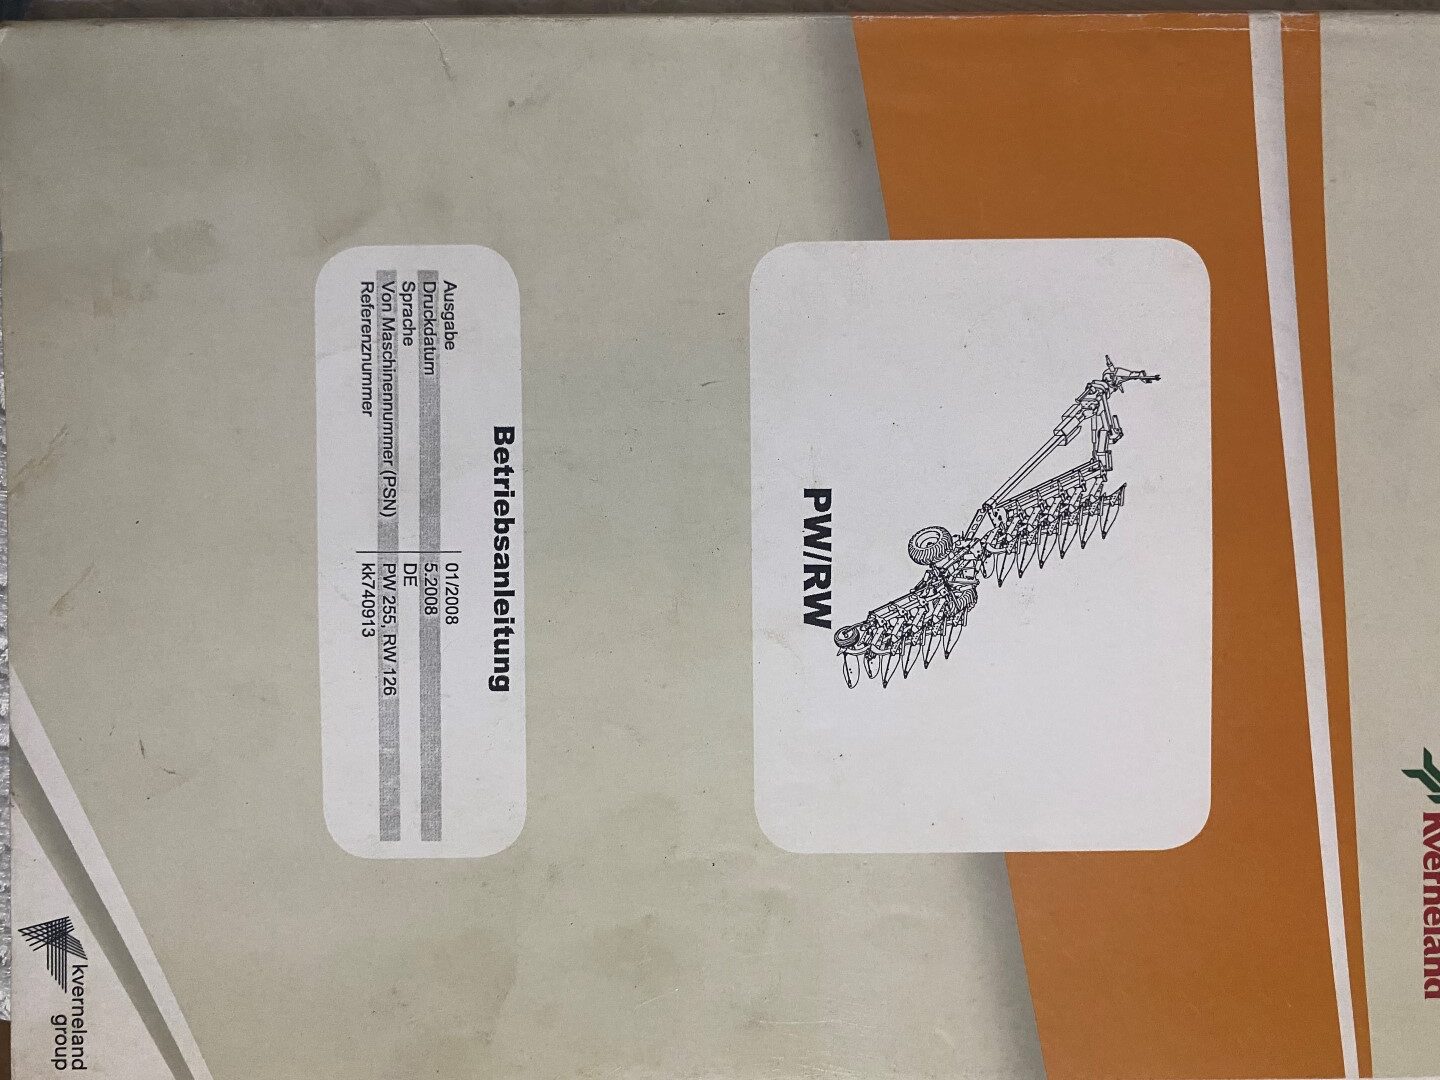 Kverneland
PW/RW
Betriebsanleitung
Ausgabe 01/2008
Druckdatum 5.2008
Sprache DE
Von Maschinennummer (PSN) PW 255, RW 126
Referenznummer kk740913
kverneland
group